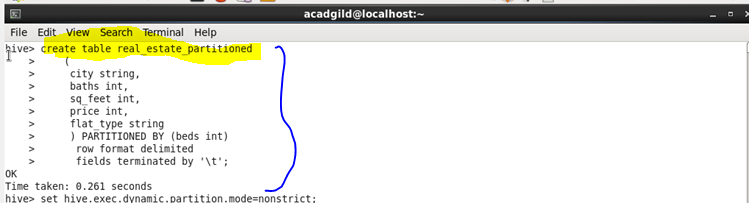 acadgild@localhost:~
File Edit View Search Terminal Help
hive> create table real_estate_partitioned
> (
> city string,
> baths int,
> sq_feet int,
> price int,
> flat_type string
> ) PARTITIONED BY (beds int)
> row format delimited
> fields terminated by '\t';
OK
Time taken: 0.261 seconds
hive> set hive.exec.dynamic.partition.mode=nonstrict;